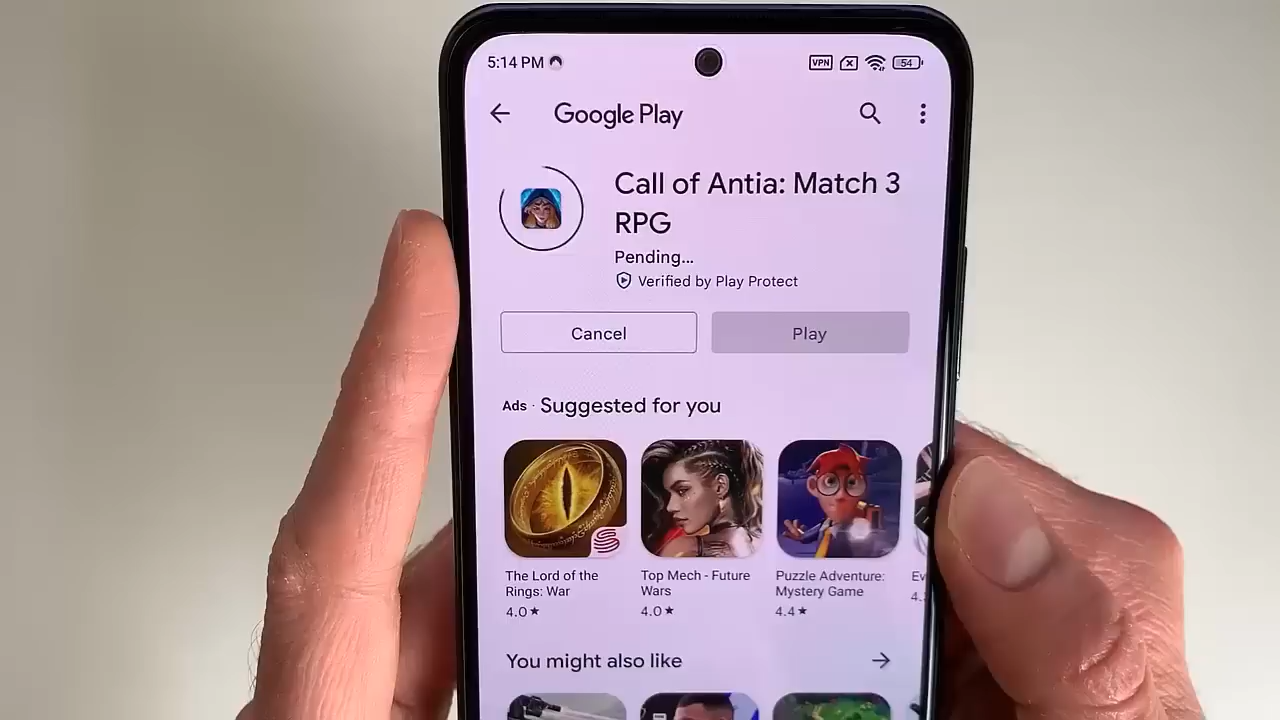 5:14 PM VPN 54
Google Play
Call of Antia: Match 3
RPG
Pending...
Verified by Play Protect
Cancel Play
Ads · Suggested for you
The Lord of the Rings: War
4.0★
Top Mech - Future Wars
4.0★
Puzzle Adventure: Mystery Game
4.4★
Ev
4.
You might also like